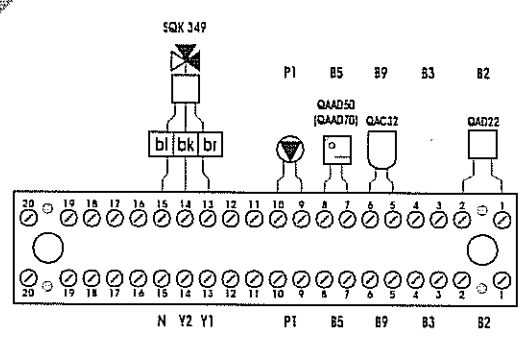 SQK 349
P1 B5 B9 B3 B2
QAAD50
(QAAD70) QAC32 QAD22
bl bk br
20 19 18 17 16 15 14 13 12 11 10 9 8 7 6 5 4 3 2 1
20 19 18 17 16 15 14 13 12 11 10 9 8 7 6 5 4 3 2 1
N Y2 Y1 P1 B5 B9 B3 B2